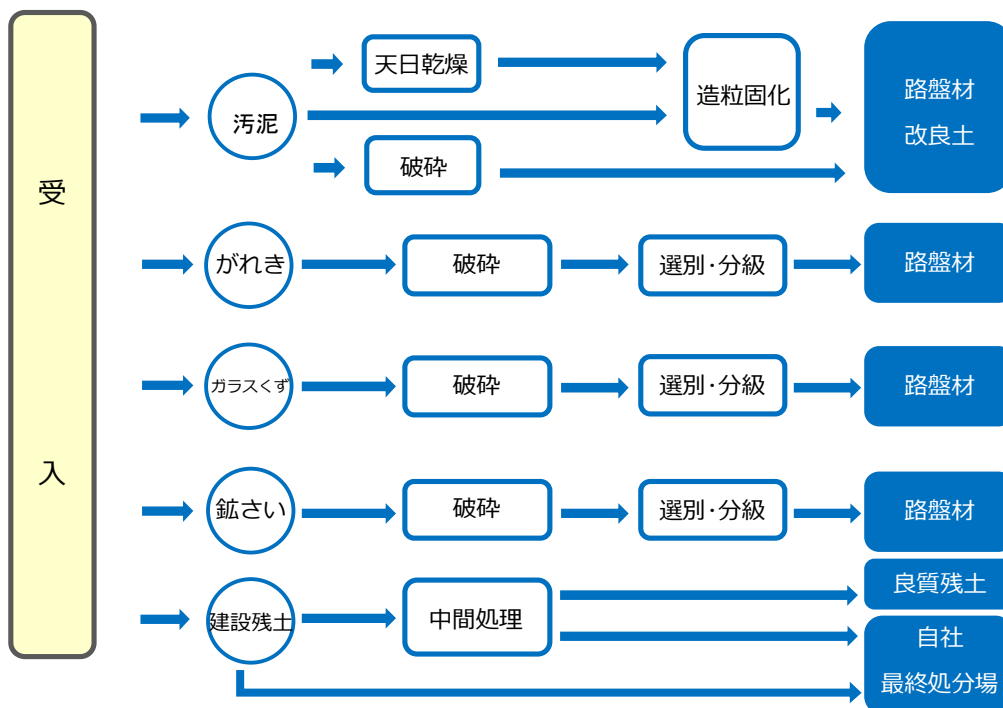 受
入
汚泥
天日乾燥
破砕
造粒固化
路盤材
改良土
がれき
破砕
選別・分級
路盤材
ガラスくず
破砕
選別・分級
路盤材
鉱さい
破砕
選別・分級
路盤材
建設残土
中間処理
良質残土
自社
最終処分場